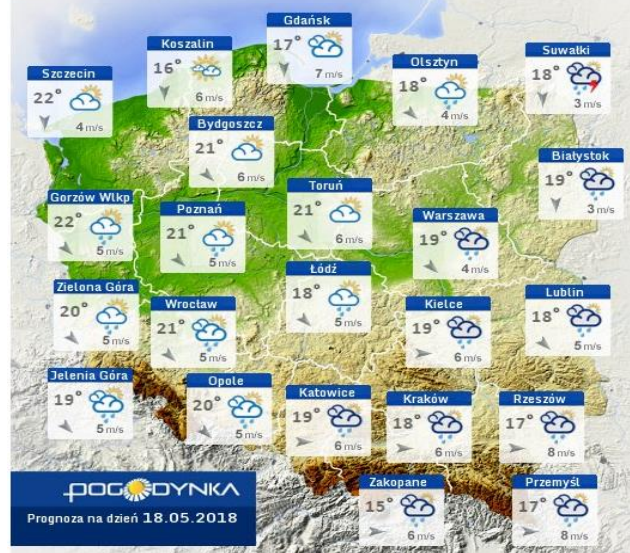 Gdańsk
17°
7 m/s
Koszalin
16°
6 m/s
Suwałki
18°
3 m/s
Olsztyn
18°
4 m/s
Szczecin
22°
4 m/s
Bydgoszcz
21°
6 m/s
Białystok
19°
3 m/s
Toruń
21°
6 m/s
Gorzów Wlkp
22°
5 m/s
Poznań
21°
5 m/s
Warszawa
19°
4 m/s
Łódź
18°
5 m/s
Zielona Góra
20°
5 m/s
Wrocław
21°
5 m/s
Kielce
19°
6 m/s
Lublin
18°
5 m/s
Jelenia Góra
19°
5 m/s
Opole
20°
5 m/s
Katowice
19°
6 m/s
Kraków
18°
6 m/s
Rzeszów
17°
8 m/s
Zakopane
15°
6 m/s
Przemyśl
17°
8 m/s
POGODYNKA
Prognoza na dzień 18.05.2018